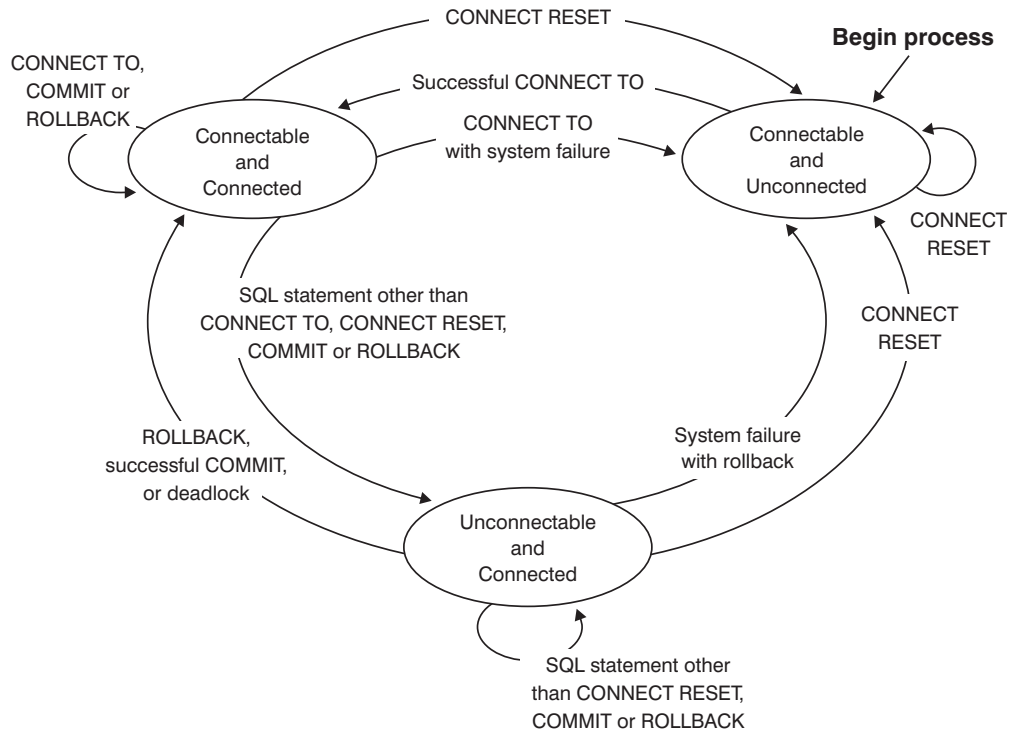 CONNECT RESET
Begin process
CONNECT TO,
COMMIT or
ROLLBACK
Successful CONNECT TO
CONNECT TO
with system failure
Connectable
and
Connected
Connectable
and
Unconnected
CONNECT
RESET
SQL statement other than
CONNECT TO, CONNECT RESET,
COMMIT or ROLLBACK
CONNECT
RESET
ROLLBACK,
successful COMMIT,
or deadlock
System failure
with rollback
Unconnectable
and
Connected
SQL statement other
than CONNECT RESET,
COMMIT or ROLLBACK